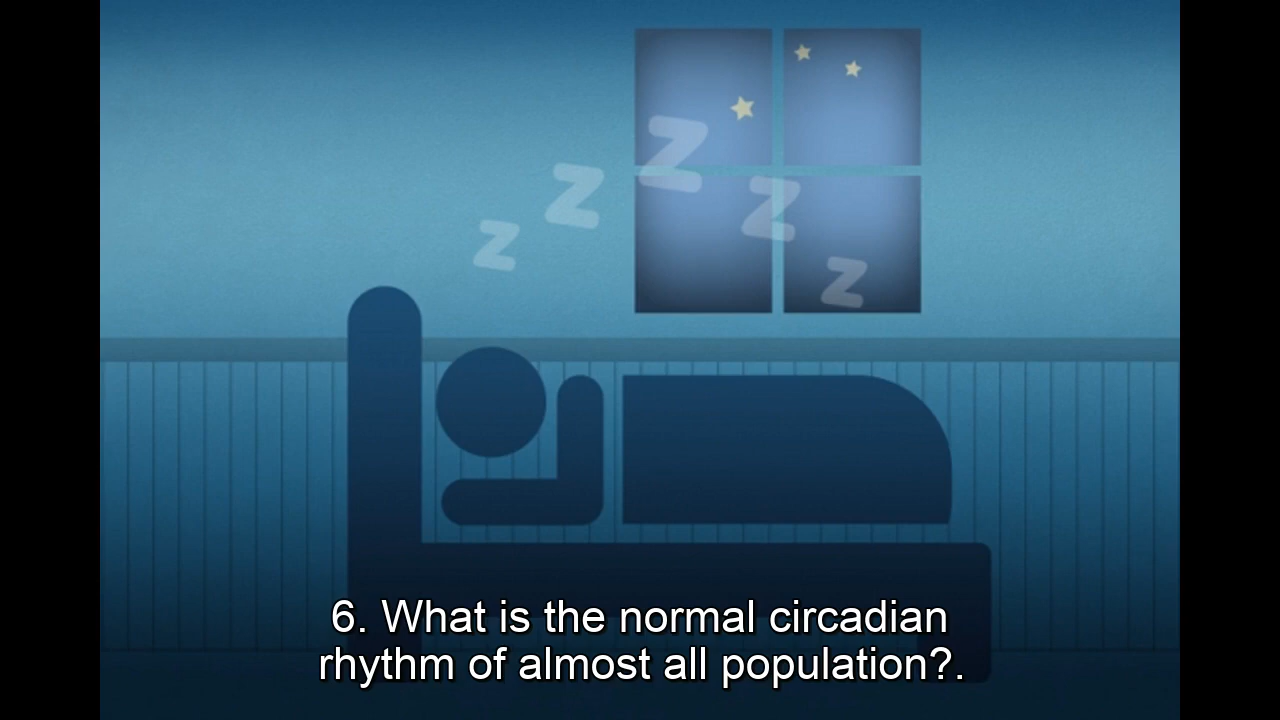 z
z
z
z
z
6. What is the normal circadian
rhythm of almost all population?.